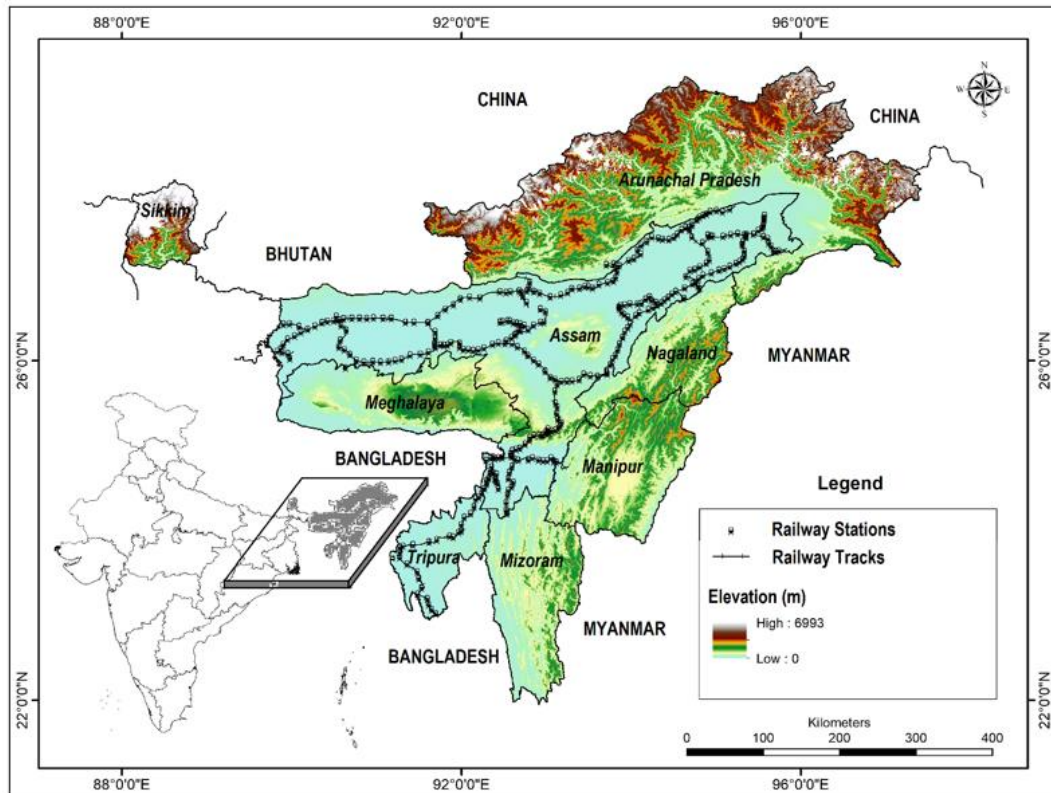 88°0'0"E
92°0'0"E
96°0'0"E
N
W
E
S
CHINA
CHINA
Arunachal Pradesh
Sikkim
BHUTAN
Assam
Nagaland
MYANMAR
26°0'0"N
26°0'0"N
Meghalaya
BANGLADESH
Manipur
Legend
Railway Stations
Railway Tracks
Tripura
Mizoram
Elevation (m)
High : 6993
Low : 0
MYANMAR
BANGLADESH
22°0'0"N
22°0'0"N
Kilometers
0 100 200 300 400
88°0'0"E
92°0'0"E
96°0'0"E